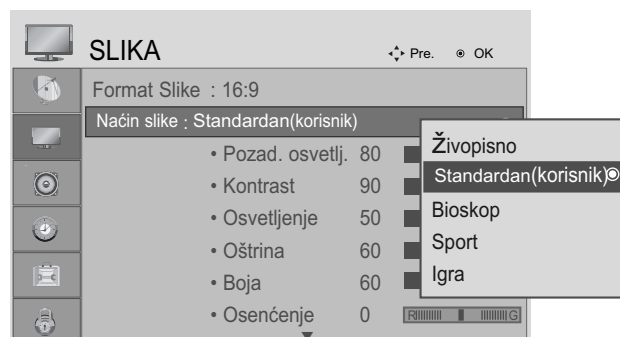 SLIKA
Pre. OK
Format Slike : 16:9
Naćin slike : Standardan(korisnik)
• Pozad. osvetlj. 80
• Kontrast 90
• Osvetljenje 50
• Oštrina 60
• Boja 60
• Osenćenje 0 R G
Živopisno
Standardan(korisnik)
Bioskop
Sport
Igra